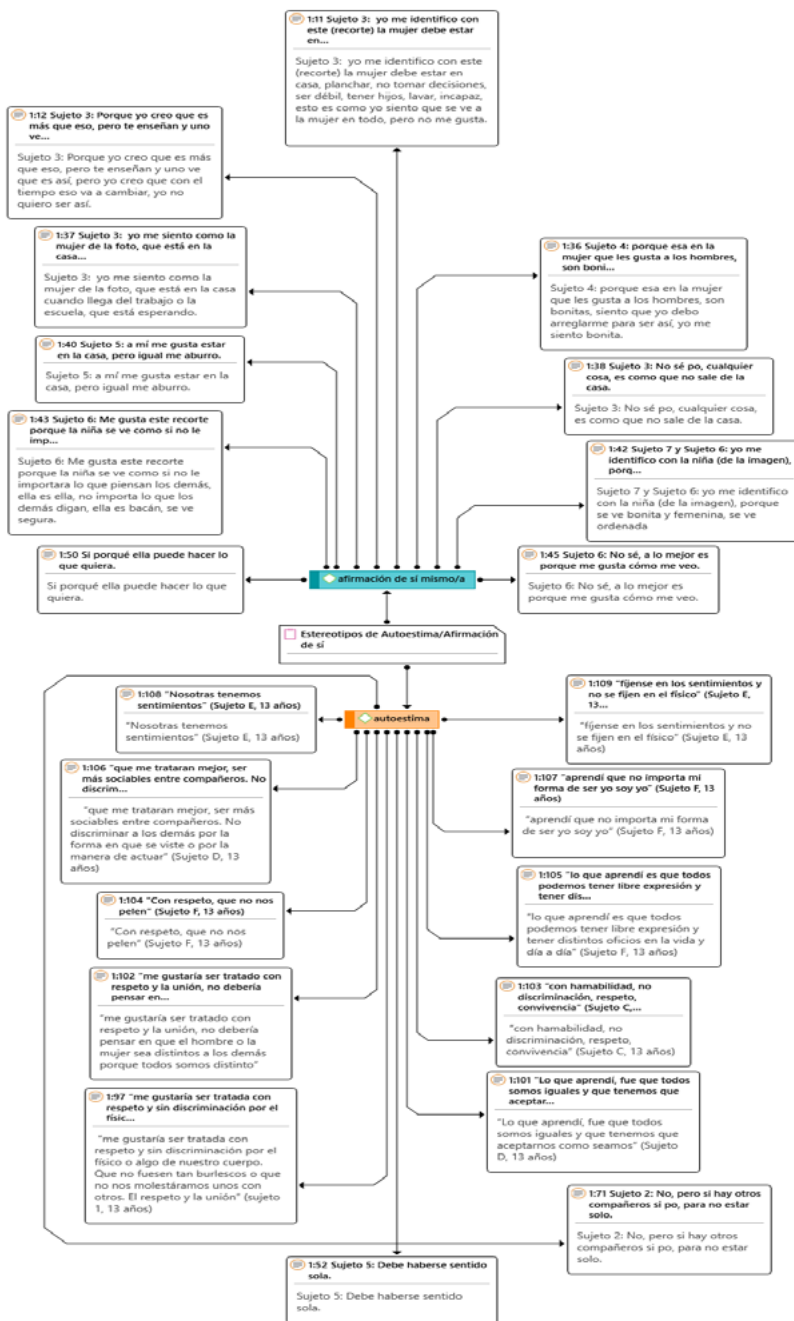 1:11 Sujeto 3: yo me identifico con
este (recorte) la mujer debe estar
en...
Sujeto 3: yo me identifico con este
(recorte) la mujer debe estar en
casa, planchar, no tomar decisiones,
ser débil, tener hijos, lavar, incapaz,
esto es como yo siento que se ve a
la mujer en todo, pero no me gusta.
1:12 Sujeto 3: Porque yo creo que es
más que eso, pero te enseñan y uno
ve...
Sujeto 3: Porque yo creo que es más
que eso, pero te enseñan y uno ve
que es así, pero yo creo que con el
tiempo eso va a cambiar, yo no
quiero ser así.
1:37 Sujeto 3: yo me siento como la
mujer de la foto, que está en la
casa...
Sujeto 3: yo me siento como la
mujer de la foto, que está en la casa
cuando llega del trabajo o la
escuela, que está esperando.
1:36 Sujeto 4: porque esa en la
mujer que les gusta a los hombres,
son boni...
Sujeto 4: porque esa en la mujer
que les gusta a los hombres, son
bonitas, siento que yo debo
arreglarme para ser así, yo me
siento bonita.
1:40 Sujeto 5: a mí me gusta estar
en la casa, pero igual me aburro.
Sujeto 5: a mí me gusta estar en la
casa, pero igual me aburro.
1:38 Sujeto 3: No sé po, cualquier
cosa, es como que no sale de la
casa.
Sujeto 3: No sé po, cualquier cosa,
es como que no sale de la casa.
1:43 Sujeto 6: Me gusta este recorte
porque la niña se ve como si no le
imp...
Sujeto 6: Me gusta este recorte
porque la niña se ve como si no le
importara lo que piensan los demás,
ella es ella, no importa lo que los
demás digan, ella es bacán, se ve
segura.
1:42 Sujeto 7 y Sujeto 6: yo me
identifico con la niña (de la imagen),
porq...
Sujeto 7 y Sujeto 6: yo me identifico
con la niña (de la imagen), porque
se ve bonita y femenina, se ve
ordenada
1:50 Si porqué ella puede hacer lo
que quiera.
Si porqué ella puede hacer lo que
quiera.
1:45 Sujeto 6: No sé, a lo mejor es
porque me gusta cómo me veo.
Sujeto 6: No sé, a lo mejor es
porque me gusta cómo me veo.
afirmación de sí mismo/a
Estereotipos de Autoestima/Afirmación
de sí
autoestima
1:108 "Nosotras tenemos
sentimientos" (Sujeto E, 13 años)
"Nosotras tenemos
sentimientos" (Sujeto E, 13 años)
1:109 "fíjense en los sentimientos y
no se fijen en el físico" (Sujeto E,
13...
"fíjense en los sentimientos y no
se fijen en el físico" (Sujeto E, 13
años)
1:106 "que me trataran mejor, ser
más sociables entre compañeros. No
discrim...
"que me trataran mejor, ser más
sociables entre compañeros. No
discriminar a los demás por la
forma en que se viste o por la
manera de actuar" (Sujeto D, 13
años)
1:107 "aprendí que no importa mi
forma de ser yo soy yo" (Sujeto F, 13
años)
"aprendí que no importa mi forma
de ser yo soy yo" (Sujeto F, 13 años)
1:104 "Con respeto, que no nos
pelen" (Sujeto F, 13 años)
"Con respeto, que no nos
pelen" (Sujeto F, 13 años)
1:105 "lo que aprendí es que todos
podemos tener libre expresión y
tener dis...
"lo que aprendí es que todos
podemos tener libre expresión y
tener distintos oficios en la vida y
día a día" (Sujeto F, 13 años)
1:102 "me gustaría ser tratado con
respeto y la unión, no debería
pensar en...
"me gustaría ser tratado con
respeto y la unión, no debería
pensar en que el hombre o la
mujer sea distintos a los demás
porque todos somos distinto"
1:103 "con hamabilidad, no
discriminación, respeto,
convivencia" (Sujeto C,...
"con hamabilidad, no
discriminación, respeto,
convivencia" (Sujeto C, 13 años)
1:97 "me gustaría ser tratada con
respeto y sin discriminación por el
físic...
"me gustaría ser tratada con
respeto y sin discriminación por el
físico o algo de nuestro cuerpo.
Que no fuesen tan burlescos o que
no nos molestáramos unos con
otros. El respeto y la unión" (sujeto
1, 13 años)
1:101 "Lo que aprendí, fue que todos
somos iguales y que tenemos que
aceptar...
"Lo que aprendí, fue que todos
somos iguales y que tenemos que
aceptarnos como seamos" (Sujeto
D, 13 años)
1:71 Sujeto 2: No, pero si hay otros
compañeros si po, para no estar
solo.
Sujeto 2: No, pero si hay otros
compañeros si po, para no estar
solo.
1:52 Sujeto 5: Debe haberse sentido
sola.
Sujeto 5: Debe haberse sentido
sola.